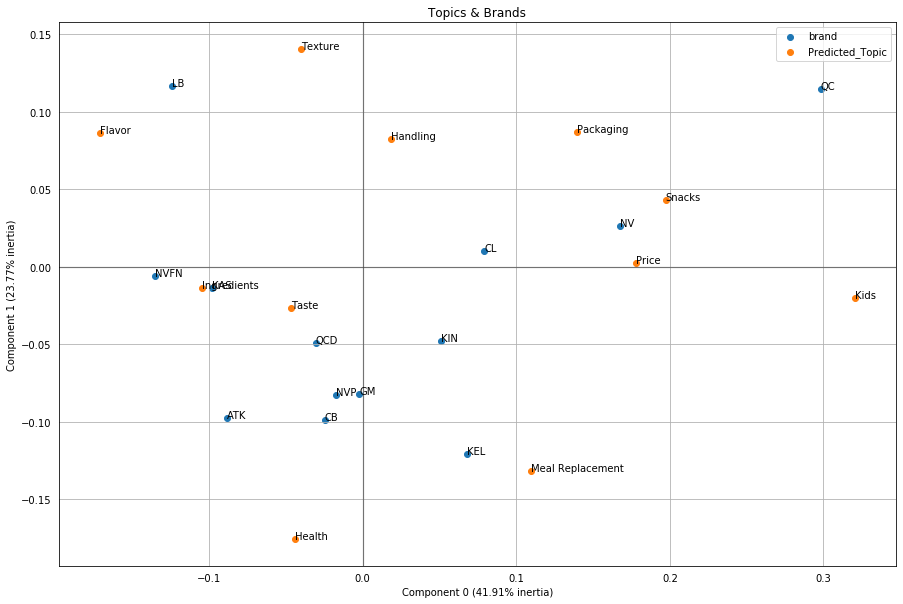 Topics & Brands
brand
Predicted_Topic
0.15
0.10
0.05
0.00
−0.05
−0.10
−0.15
Component 1 (23.77% inertia)
Texture
LB
QC
Flavor
Handling
Packaging
Snacks
NV
CL
Price
NVFN
Ingredients
KAS
Kids
Taste
QCD
KIN
NVP
GM
ATK
CB
KEL
Meal Replacement
Health
−0.1
0.0
0.1
0.2
0.3
Component 0 (41.91% inertia)